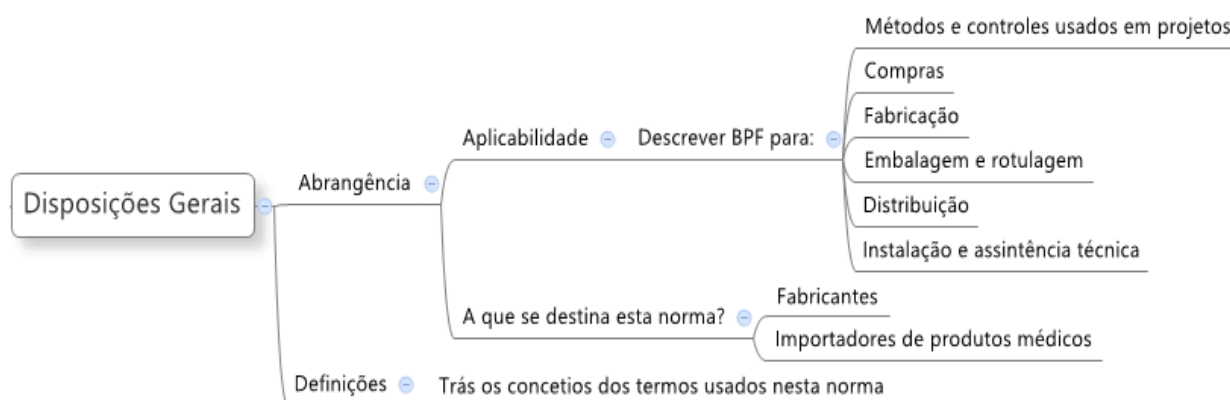 Disposições Gerais
Abrangência
Aplicabilidade
Descrever BPF para:
Métodos e controles usados em projetos
Compras
Fabricação
Embalagem e rotulagem
Distribuição
Instalação e assintência técnica
A que se destina esta norma?
Fabricantes
Importadores de produtos médicos
Definições
Trás os concetios dos termos usados nesta norma